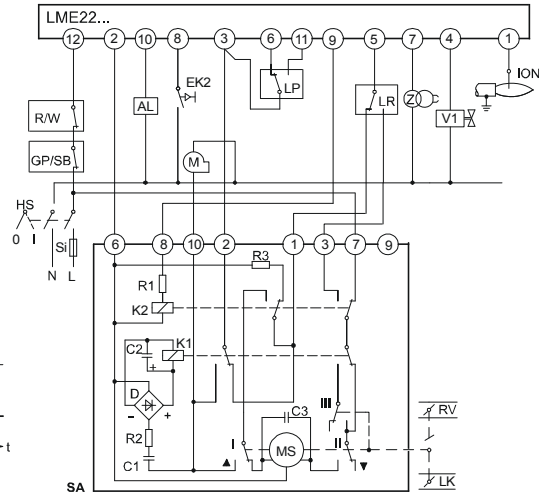 LME22...
12 2 10 8 3 6 11 9 5 7 4 1
ION
EK2
R/W
AL
LP
LR
Z
V1
GP/SB
M
HS
0 I
Si
N L
6 8 10 2 1 3 7 9
R3
R1
K2
C2
K1
+
D
- +
III
C3
RV
R2
I
MS
II
t
C1
SA
LK